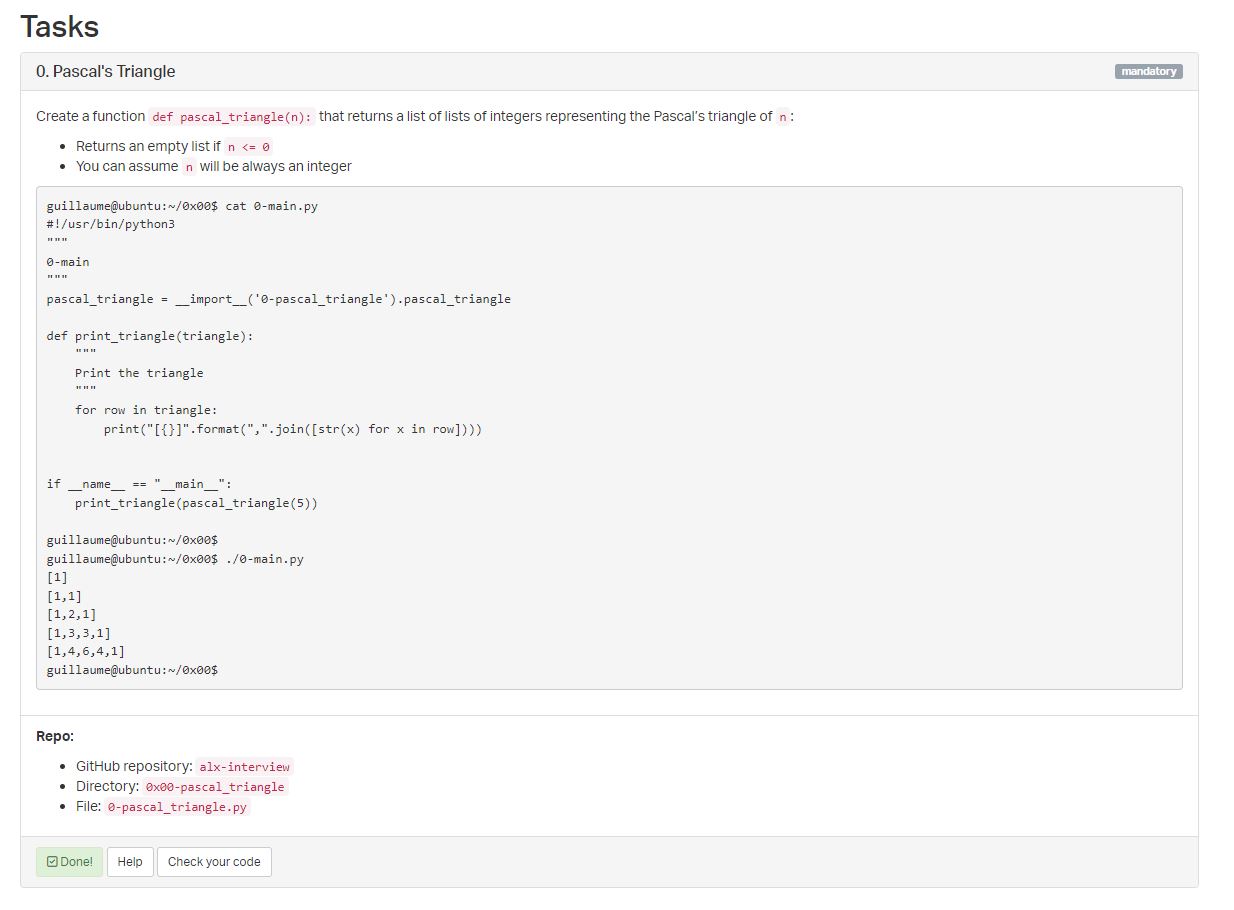 Tasks
0. Pascal's Triangle
mandatory
Create a function def pascal_triangle(n): that returns a list of lists of integers representing the Pascal's triangle of n :
Returns an empty list if n <= 0
You can assume n will be always an integer
guillaume@ubuntu:~/0x00$ cat 0-main.py
#!/usr/bin/python3
"""
0-main
"""
pascal_triangle = __import__('0-pascal_triangle').pascal_triangle
def print_triangle(triangle):
"""
Print the triangle
"""
for row in triangle:
print("[{}]".format(",".join([str(x) for x in row])))
if __name__ == "__main__":
print_triangle(pascal_triangle(5))
guillaume@ubuntu:~/0x00$
guillaume@ubuntu:~/0x00$ ./0-main.py
[1]
[1,1]
[1,2,1]
[1,3,3,1]
[1,4,6,4,1]
guillaume@ubuntu:~/0x00$
Repo:
GitHub repository: alx-interview
Directory: 0x00-pascal_triangle
File: 0-pascal_triangle.py
Done! Help Check your code